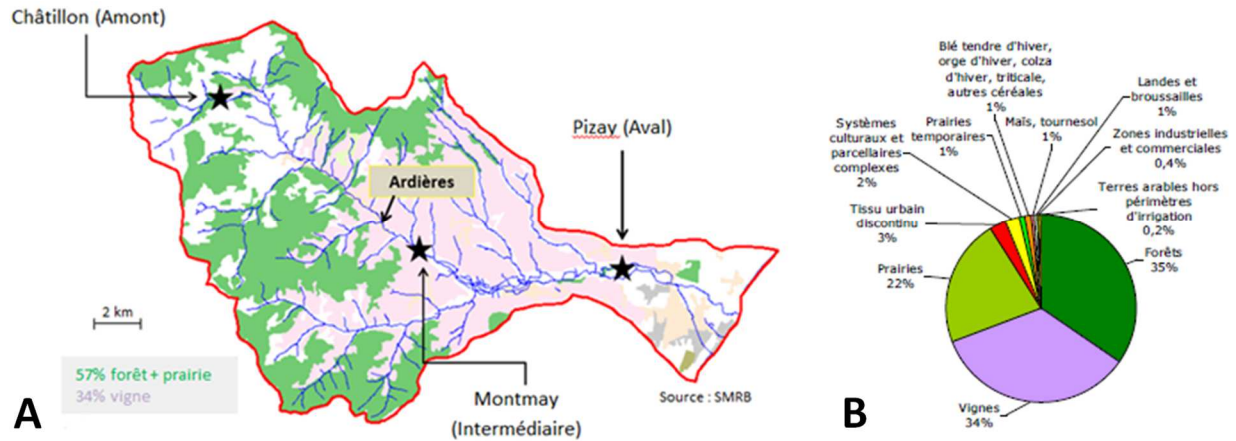 Châtillon (Amont)
Pizay (Aval)
Ardières
2 km
57% forêt + prairie
34% vigne
Montmay
(Intermédiaire)
Source : SMRB
A
Blé tendre d'hiver,
orge d'hiver, colza
d'hiver, triticale,
autres céréales
1%
Landes et
broussailles
1%
Prairies
temporaires
1%
Maïs, tournesol
1%
Systèmes
culturaux et
parcellaires
complexes
2%
Zones industrielles
et commerciales
0,4%
Terres arables hors
périmètres
d'irrigation
0,2%
Tissu urbain
discontinu
3%
Forêts
35%
Prairies
22%
Vignes
34%
B